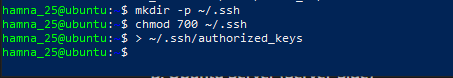 hamna_25@ubuntu: $ mkdir -p ~/.ssh
hamna_25@ubuntu: $ chmod 700 ~/.ssh
hamna_25@ubuntu: $ > ~/.ssh/authorized_keys
hamna_25@ubuntu: $